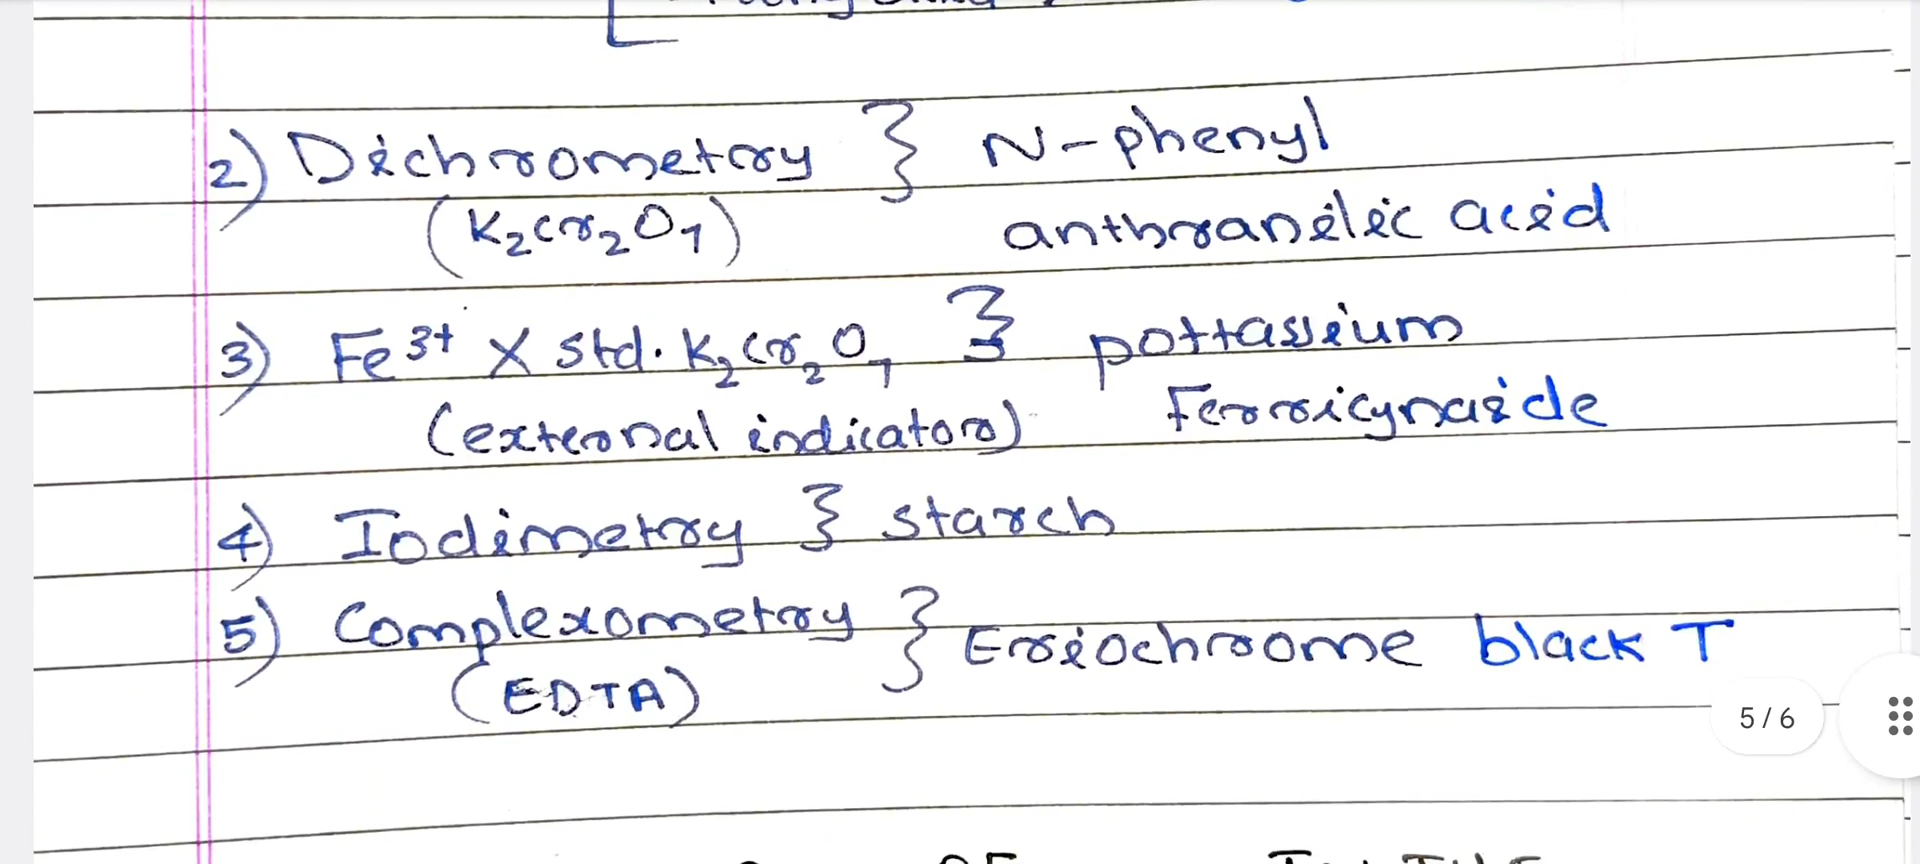 2) Dichrometry } N-phenyl
(K2Cr2O7) anthranilic acid
3) Fe3+ X std. K2Cr2O7 } pottassium
(external indicator) Ferricynaide
4) Iodimetry } starch
5) Complexometry } Eriochrome black T
(EDTA)
5 / 6